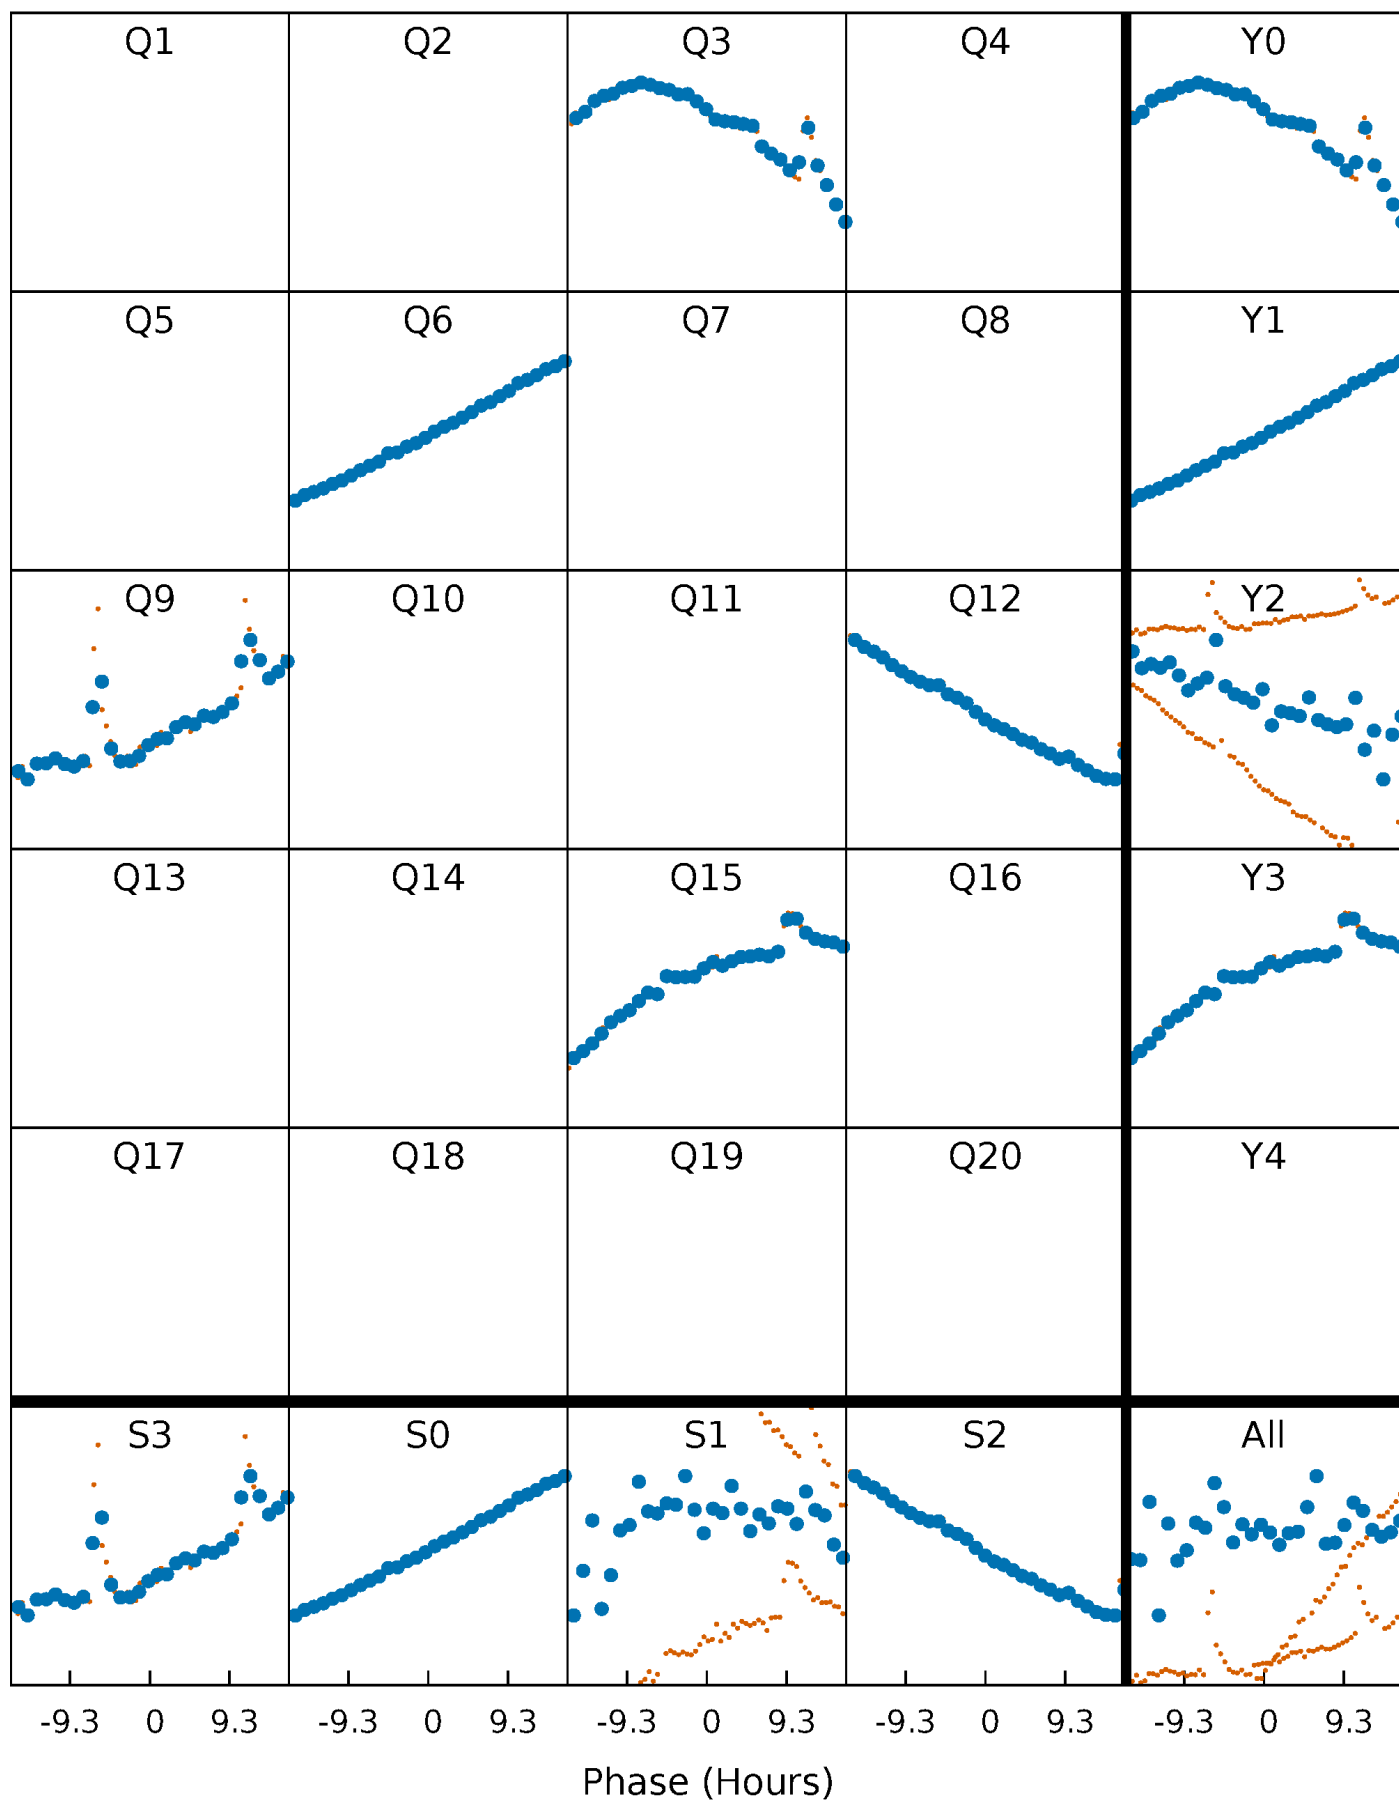 Q1 Q2 Q3 Q4 Y0
Q5 Q6 Q7 Q8 Y1
Q9 Q10 Q11 Q12 Y2
Q13 Q14 Q15 Q16 Y3
Q17 Q18 Q19 Q20 Y4
S3 S0 S1 S2 All
-9.3 0 9.3 -9.3 0 9.3 -9.3 0 9.3 -9.3 0 9.3 -9.3 0 9.3
Phase (Hours)